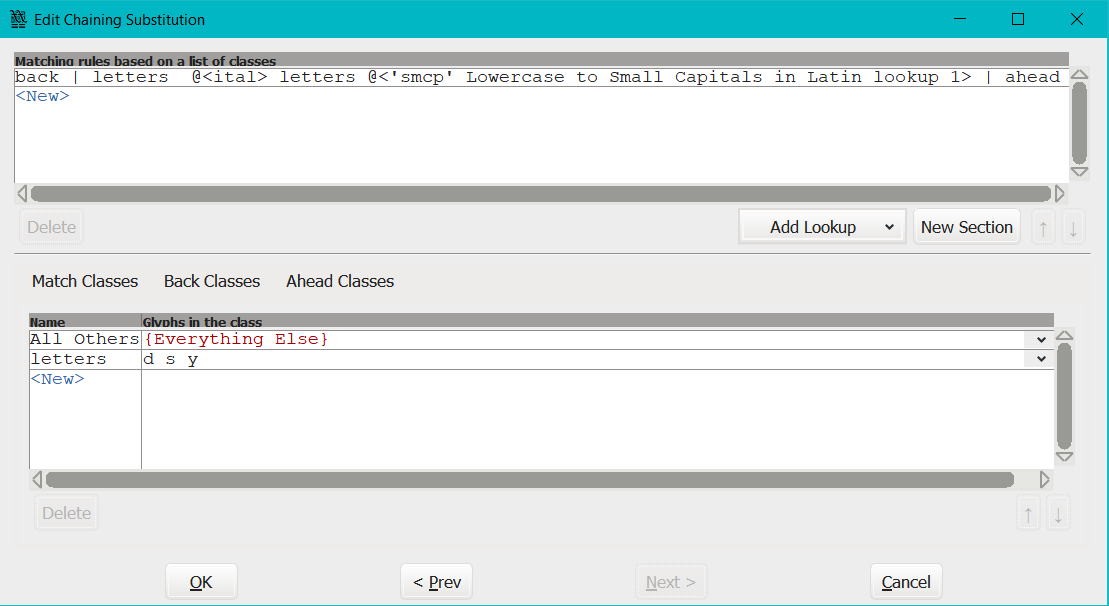 Edit Chaining Substitution
Matching rules based on a list of classes
back | letters  @<ital> letters @<'smcp' Lowercase to Small Capitals in Latin lookup 1> | ahead
<New>
Delete
Add Lookup
New Section
↑
↓
Match Classes
Back Classes
Ahead Classes
Name
Glyphs in the class
All Others
{Everything Else}
letters
d s y
<New>
Delete
↑
↓
OK
< Prev
Next >
Cancel